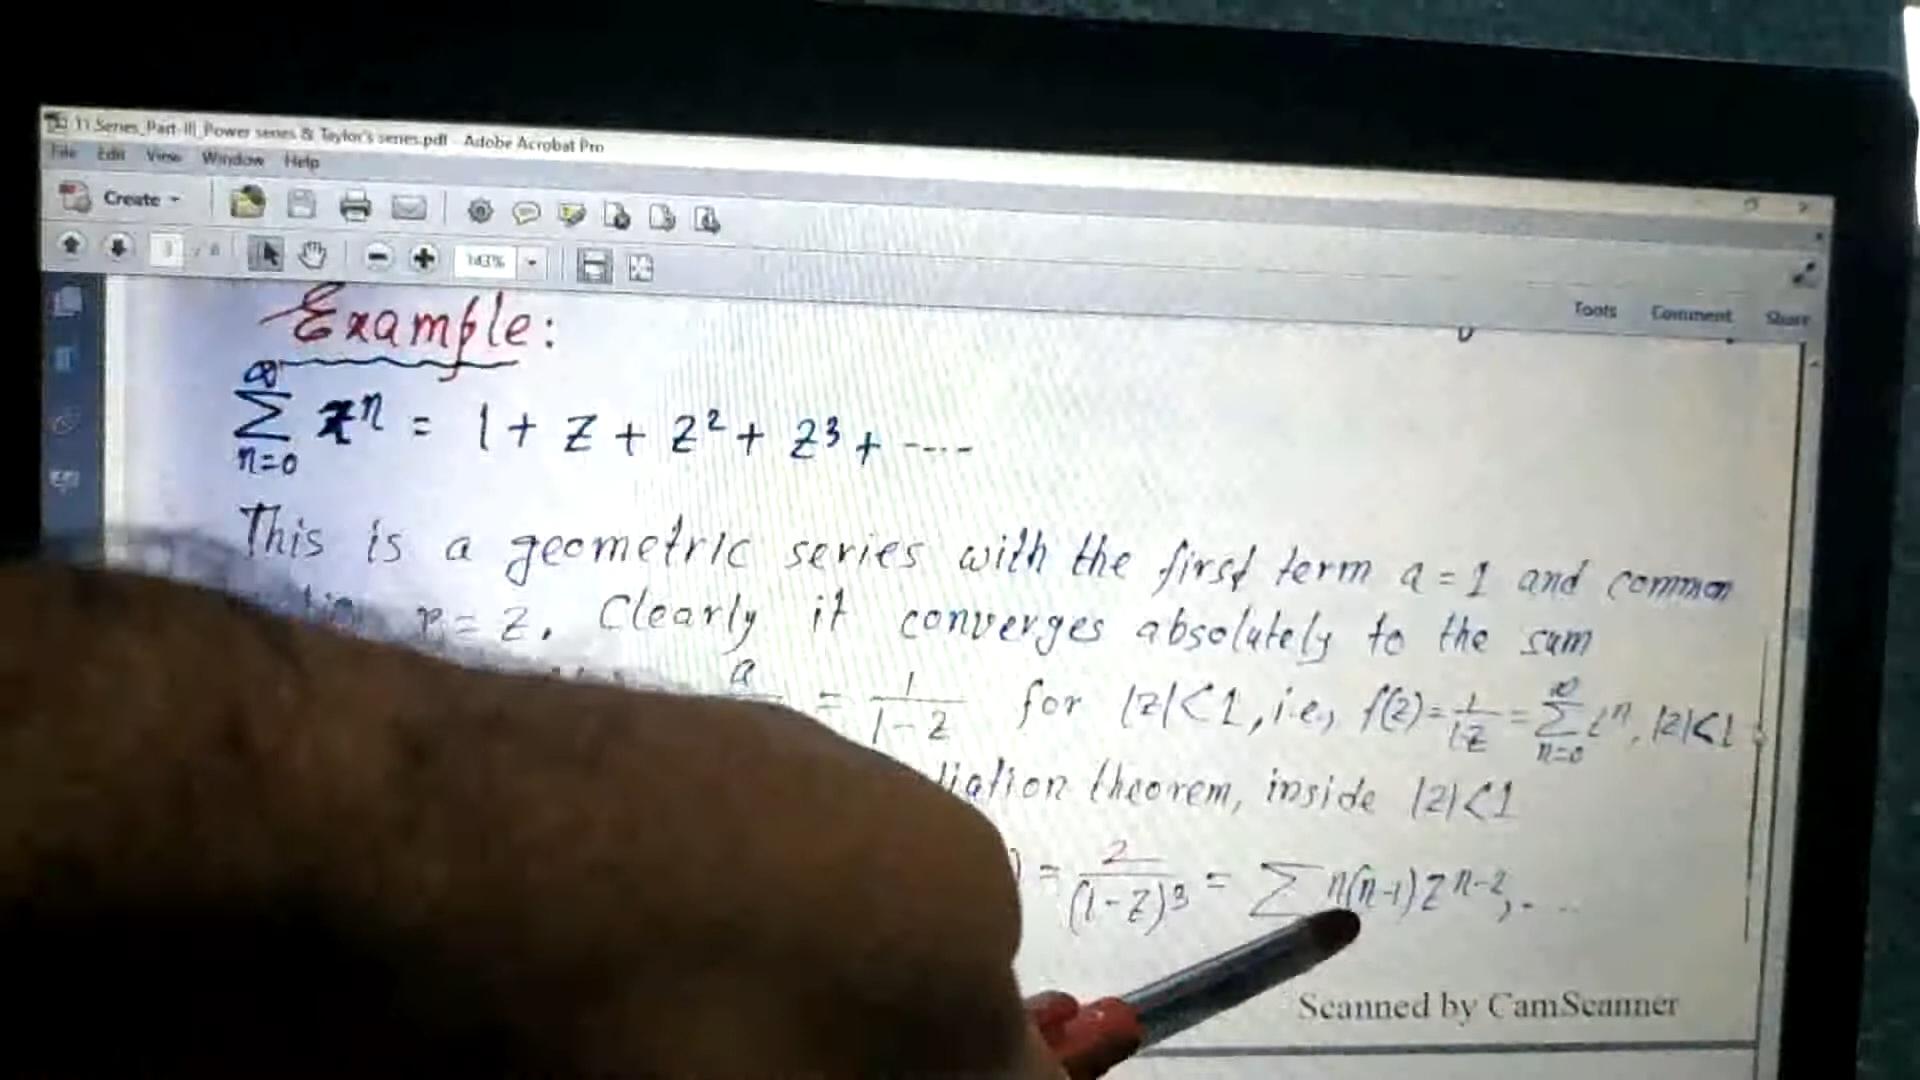 11.Series_Part-III_Power series & Taylor's series.pdf - Adobe Acrobat Pro
File Edit View Window Help
Create
3 / 143%
Tools Comment Share
Example:
∞
∑ zⁿ = 1 + z + z² + z³ + ----
n=0
This is a geometric series with the first term a = 1 and common
r = z. Clearly it converges absolutely to the sum
a = 1/(1-z) for |z|<1, i.e., f(z) = 1/(1-z) = ∑ₙ₌₀^∞ zⁿ, |z|<1
theorem, inside |z|<1
) = 2/(1-z)³ = ∑ n(n-1) zⁿ⁻², ...
Scanned by CamScanner